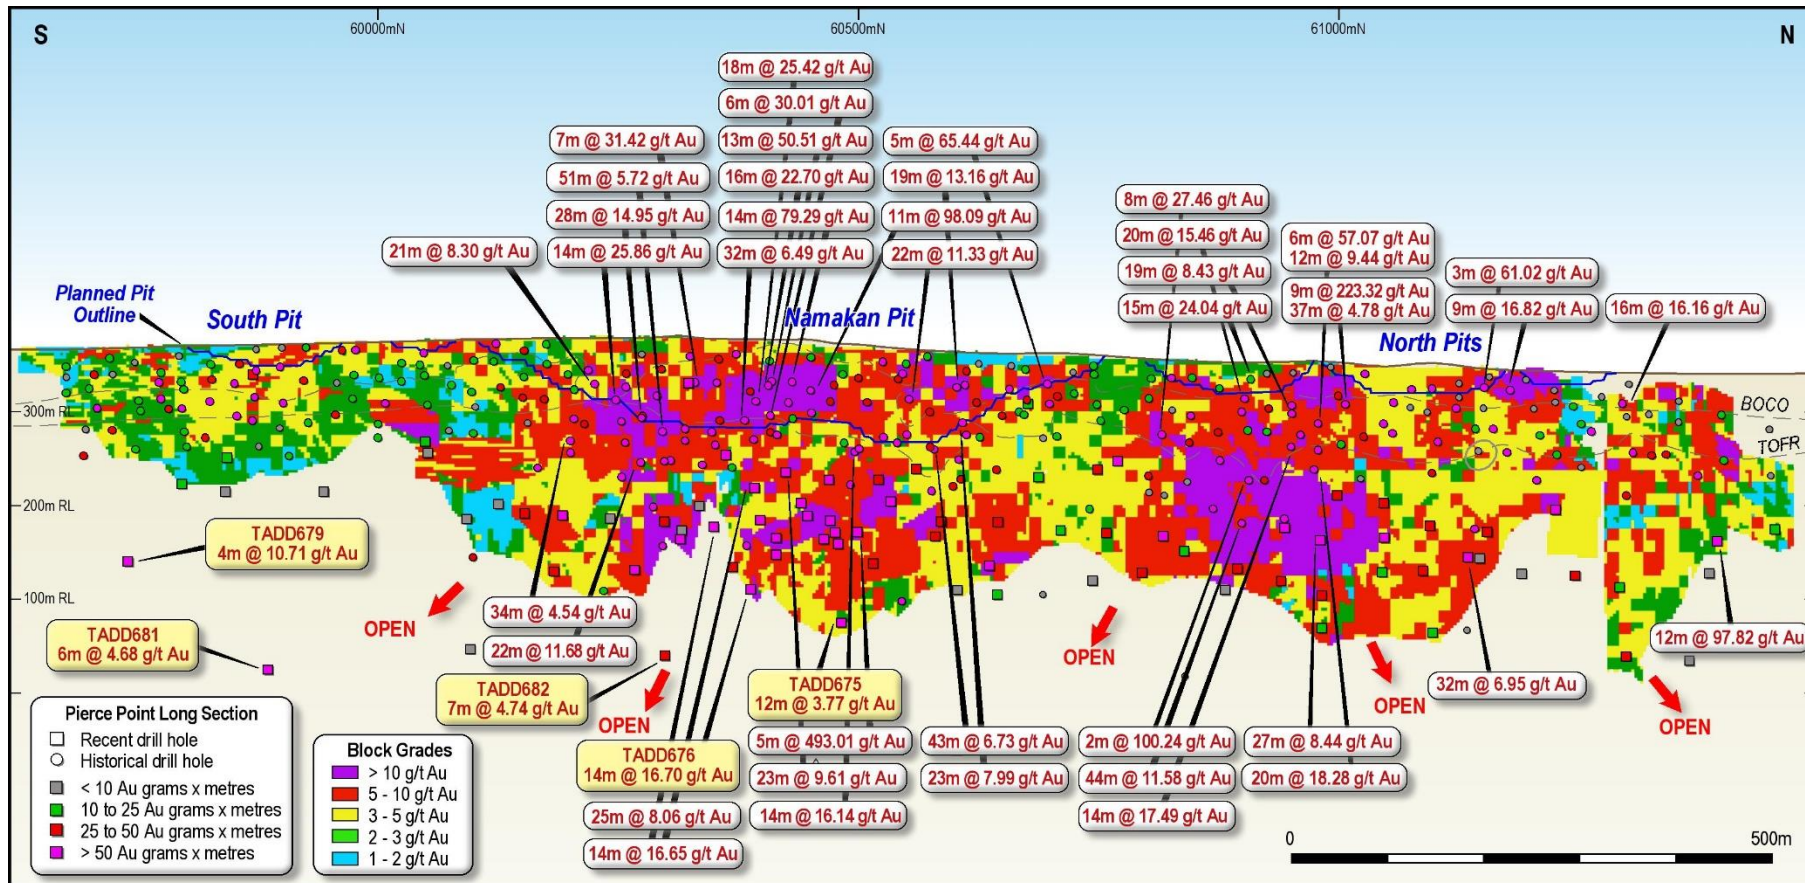 S
60000mN
60500mN
61000mN
N
18m @ 25.42 g/t Au
6m @ 30.01 g/t Au
13m @ 50.51 g/t Au
16m @ 22.70 g/t Au
14m @ 79.29 g/t Au
32m @ 6.49 g/t Au
7m @ 31.42 g/t Au
51m @ 5.72 g/t Au
28m @ 14.95 g/t Au
14m @ 25.86 g/t Au
21m @ 8.30 g/t Au
5m @ 65.44 g/t Au
19m @ 13.16 g/t Au
11m @ 98.09 g/t Au
22m @ 11.33 g/t Au
8m @ 27.46 g/t Au
20m @ 15.46 g/t Au
19m @ 8.43 g/t Au
15m @ 24.04 g/t Au
6m @ 57.07 g/t Au
12m @ 9.44 g/t Au
9m @ 223.32 g/t Au
37m @ 4.78 g/t Au
3m @ 61.02 g/t Au
9m @ 16.82 g/t Au
16m @ 16.16 g/t Au
Planned Pit
Outline
South Pit
Namakan Pit
North Pits
300m RL
BOCO
TOFR
200m RL
100m RL
TADD679
4m @ 10.71 g/t Au
OPEN
TADD681
6m @ 4.68 g/t Au
34m @ 4.54 g/t Au
22m @ 11.68 g/t Au
TADD682
7m @ 4.74 g/t Au
OPEN
TADD676
14m @ 16.70 g/t Au
25m @ 8.06 g/t Au
14m @ 16.65 g/t Au
TADD675
12m @ 3.77 g/t Au
5m @ 493.01 g/t Au
23m @ 9.61 g/t Au
14m @ 16.14 g/t Au
43m @ 6.73 g/t Au
23m @ 7.99 g/t Au
OPEN
2m @ 100.24 g/t Au
44m @ 11.58 g/t Au
14m @ 17.49 g/t Au
27m @ 8.44 g/t Au
20m @ 18.28 g/t Au
OPEN
32m @ 6.95 g/t Au
12m @ 97.82 g/t Au
OPEN
Pierce Point Long Section
Recent drill hole
Historical drill hole
< 10 Au grams x metres
10 to 25 Au grams x metres
25 to 50 Au grams x metres
> 50 Au grams x metres
Block Grades
> 10 g/t Au
5 - 10 g/t Au
3 - 5 g/t Au
2 - 3 g/t Au
1 - 2 g/t Au
0
500m